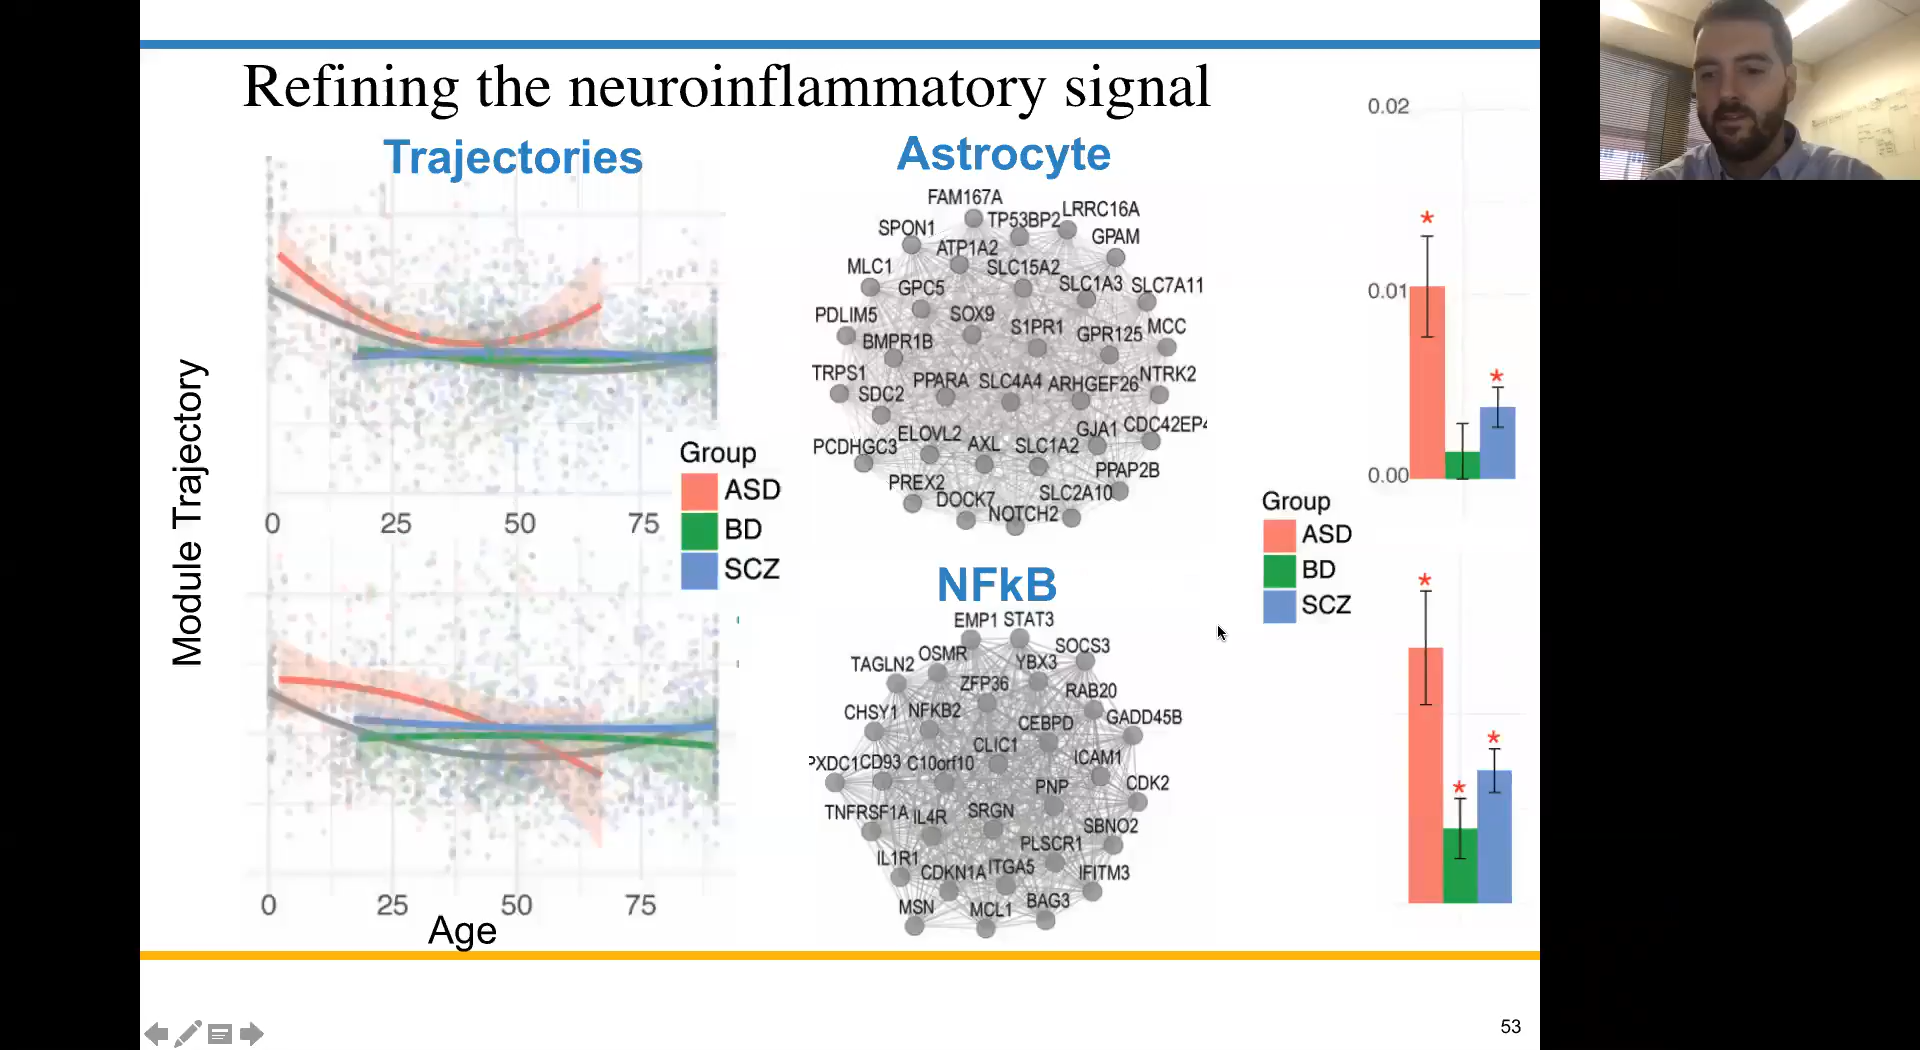 Refining the neuroinflammatory signal
Trajectories
Module Trajectory
0 25 50 75
Group
ASD
BD
SCZ
0 25 50 75
Age
Astrocyte
FAM167A
TP53BP2
LRRC16A
SPON1
ATP1A2
GPAM
MLC1
SLC15A2
GPC5
SLC1A3
SLC7A11
PDLIM5
SOX9
S1PR1
GPR125
MCC
BMPR1B
TRPS1
SDC2
PPARA
SLC4A4
ARHGEF26
NTRK2
PCDHGC3
ELOVL2
AXL
SLC1A2
GJA1
CDC42EP4
PREX2
DOCK7
NOTCH2
SLC2A10
PPAP2B
NFkB
EMP1
STAT3
TAGLN2
OSMR
YBX3
SOCS3
ZFP36
RAB20
CHSY1
NFKB2
CEBPD
GADD45B
CLIC1
ICAM1
PXDC1
CD93
C10orf10
PNP
CDK2
TNFRSF1A
IL4R
SRGN
SBNO2
PLSCR1
IL1R1
CDKN1A
ITGA5
IFITM3
MSN
MCL1
BAG3
0.02
*
0.01
*
0.00
Group
ASD
BD
SCZ
*
*
*
53